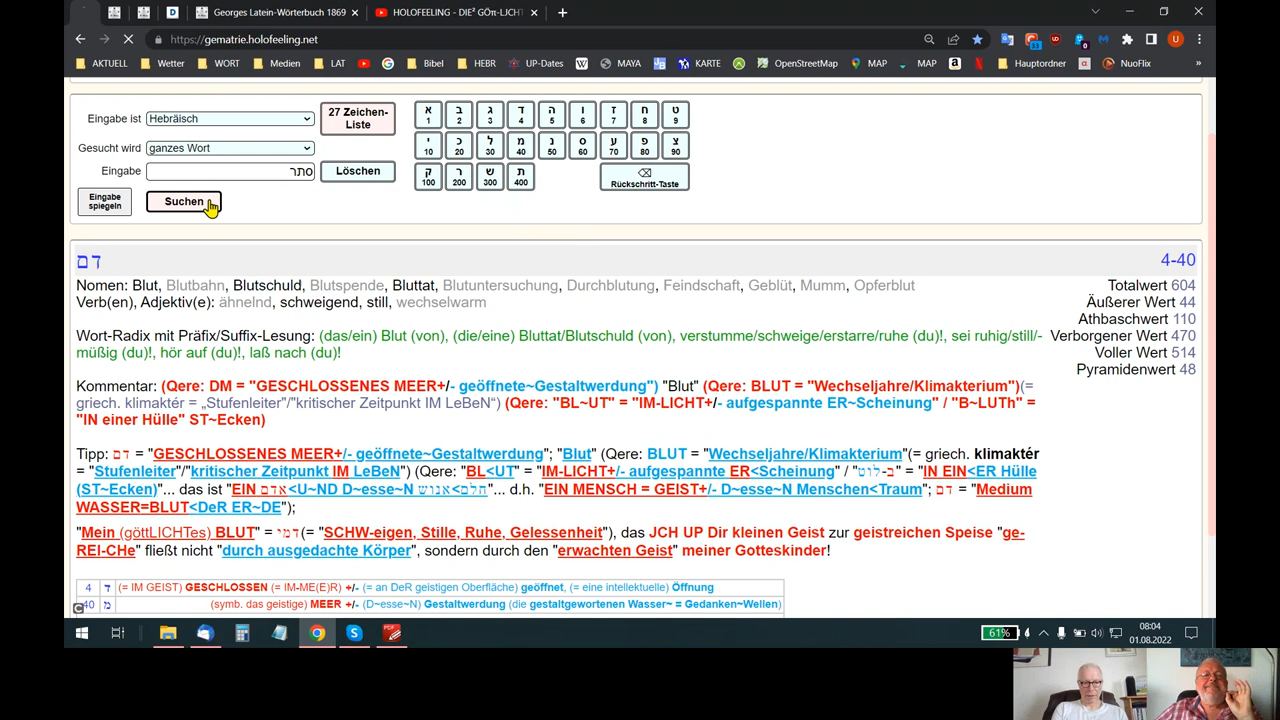 Georges Latein-Wörterbuch 1869
HOLOFEELING - DIE² GÖπ-LJCHT
https://gematrie.holofeeling.net
AKTUELL Wetter WORT Medien LAT Bibel HEBR UP-Dates MAYA KARTE OpenStreetMap MAP MAP Hauptordner NuoFlix »
Eingabe ist Hebräisch 27 Zeichen-Liste
Gesucht wird ganzes Wort
Eingabe סתר Löschen
Eingabe spiegeln Suchen
א 1 ב 2 ג 3 ד 4 ה 5 ו 6 ז 7 ח 8 ט 9
י 10 כ 20 ל 30 מ 40 נ 50 ס 60 ע 70 פ 80 צ 90
ק 100 ר 200 ש 300 ת 400 Rückschritt-Taste
דם 4-40
Nomen: Blut, Blutbahn, Blutschuld, Blutspende, Bluttat, Blutuntersuchung, Durchblutung, Feindschaft, Geblüt, Mumm, Opferblut
Verb(en), Adjektiv(e): ähnelnd, schweigend, still, wechselwarm
Totalwert 604
Äußerer Wert 44
Athbaschwert 110
Verborgener Wert 470
Voller Wert 514
Pyramidenwert 48
Wort-Radix mit Präfix/Suffix-Lesung: (das/ein) Blut (von), (die/eine) Bluttat/Blutschuld (von), verstumme/schweige/erstarre/ruhe (du)!, sei ruhig/still/-
müßig (du)!, hör auf (du)!, laß nach (du)!
Kommentar: (Qere: DM = "GESCHLOSSENES MEER+/- geöffnete~Gestaltwerdung") "Blut" (Qere: BLUT = "Wechseljahre/Klimakterium")(=
griech. klimaktér = „Stufenleiter"/"kritischer Zeitpunkt IM LeBeN“) (Qere: "BL~UT" = "IM-LICHT+/- aufgespannte ER~Scheinung" / "B~LUTh" =
"IN einer Hülle" ST~Ecken)
Tipp: דם = "GESCHLOSSENES MEER+/- geöffnete~Gestaltwerdung"; "Blut" (Qere: BLUT = "Wechseljahre/Klimakterium"(= griech. klimaktér
= "Stufenleiter"/"kritischer Zeitpunkt IM LeBeN") (Qere: "BL<UT" = "IM-LICHT+/- aufgespannte ER<Scheinung" / "ב-לוט" = "IN EIN<ER Hülle
(ST~Ecken)"... das ist "EIN אדם<U~ND D~esse~N חלם<אנוש"... d.h. "EIN MENSCH = GEIST+/- D~esse~N Menschen<Traum"; דם = "Medium
WASSER=BLUT<DeR ER~DE");
"Mein (göttLICHTes) BLUT" = דמי(= "SCHW-eigen, Stille, Ruhe, Gelessenheit"), das JCH UP Dir kleinen Geist zur geistreichen Speise "ge-
REI-CHe" fließt nicht "durch ausgedachte Körper", sondern durch den "erwachten Geist" meiner Gotteskinder!
4 ד (= IM GEIST) GESCHLOSSEN (= IM-ME(E)R) +/- (= an DeR geistigen Oberfläche) geöffnet, (= eine intellektuelle) Öffnung
40 מ (symb. das geistige) MEER +/- (D~esse~N) Gestaltwerdung (die gestaltgewortenen Wasser~ = Gedanken~Wellen)
61%
08:04
01.08.2022